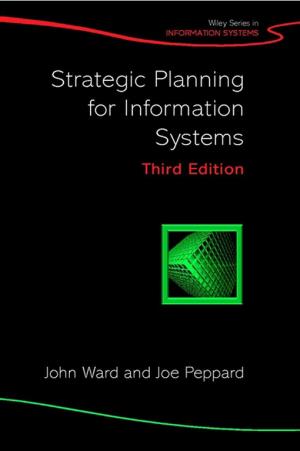 Wiley Series in
INFORMATION SYSTEMS
Strategic Planning
for Information
Systems
Third Edition
John Ward and Joe Peppard